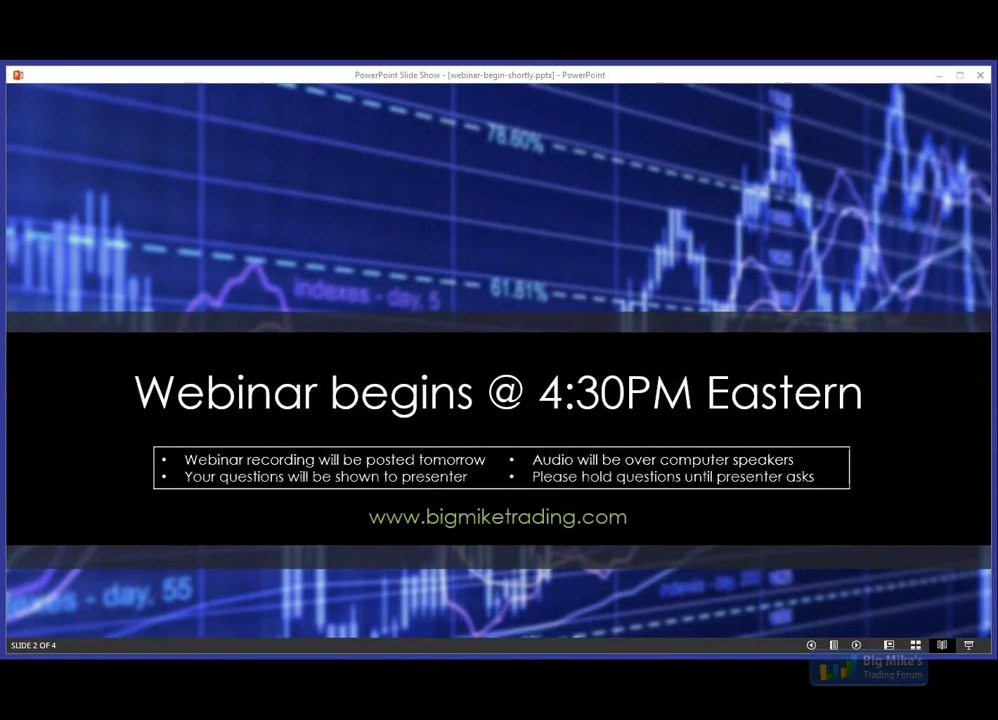 PowerPoint Slide Show - [webinar-begin-shortly.pptx] - PowerPoint
78.60%
indexes - day, 5
61.81%
Webinar begins @ 4:30PM Eastern
• Webinar recording will be posted tomorrow
• Your questions will be shown to presenter
• Audio will be over computer speakers
• Please hold questions until presenter asks
www.bigmiketrading.com
indexes - day, 55
SLIDE 2 OF 4
Big Mike's
Trading Forum